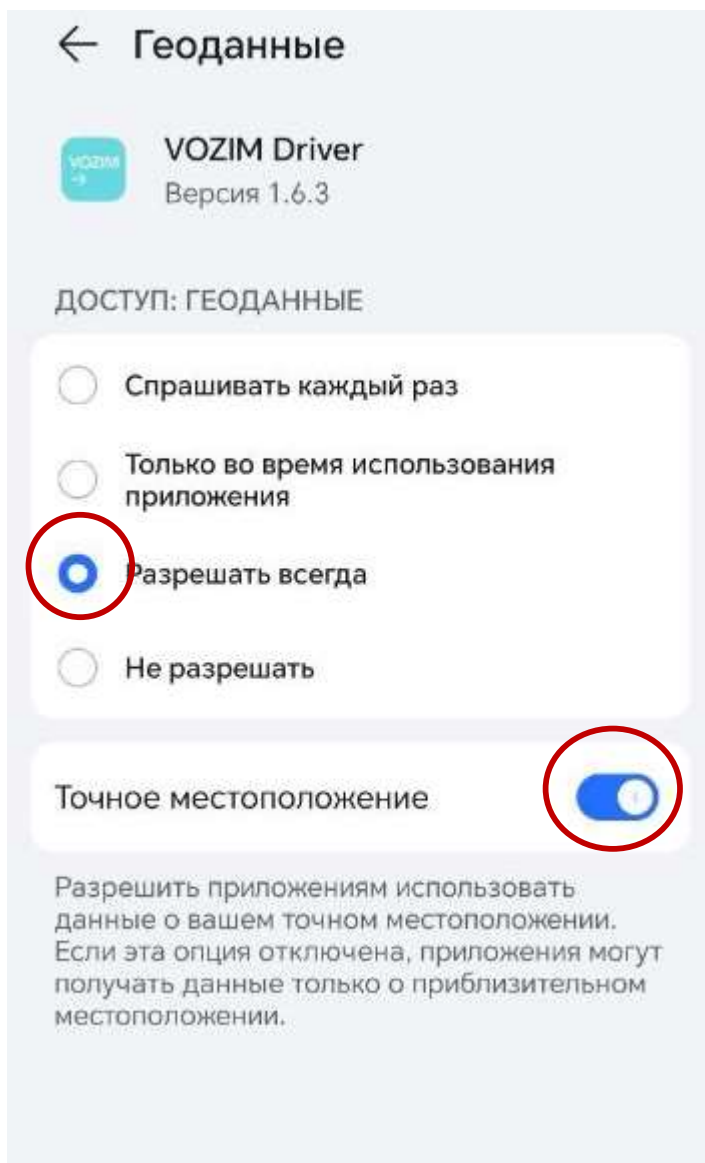 Геоданные
VOZIM
VOZIM Driver
Версия 1.6.3
ДОСТУП: ГЕОДАННЫЕ
Спрашивать каждый раз
Только во время использования
приложения
Разрешать всегда
Не разрешать
Точное местоположение
Разрешить приложениям использовать
данные о вашем точном местоположении.
Если эта опция отключена, приложения могут
получать данные только о приблизительном
местоположении.